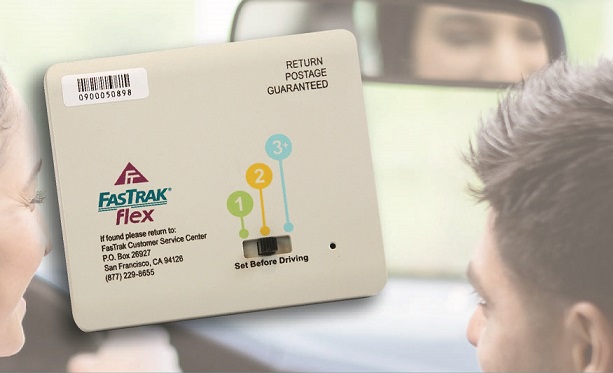 0900050898
RETURN
POSTAGE
GUARANTEED
3+
2
1
FT
FASTRAK®
flex
If found please return to:
FasTrak Customer Service Center
P.O. Box 26927
San Francisco, CA 94126
(877) 229-8655
Set Before Driving